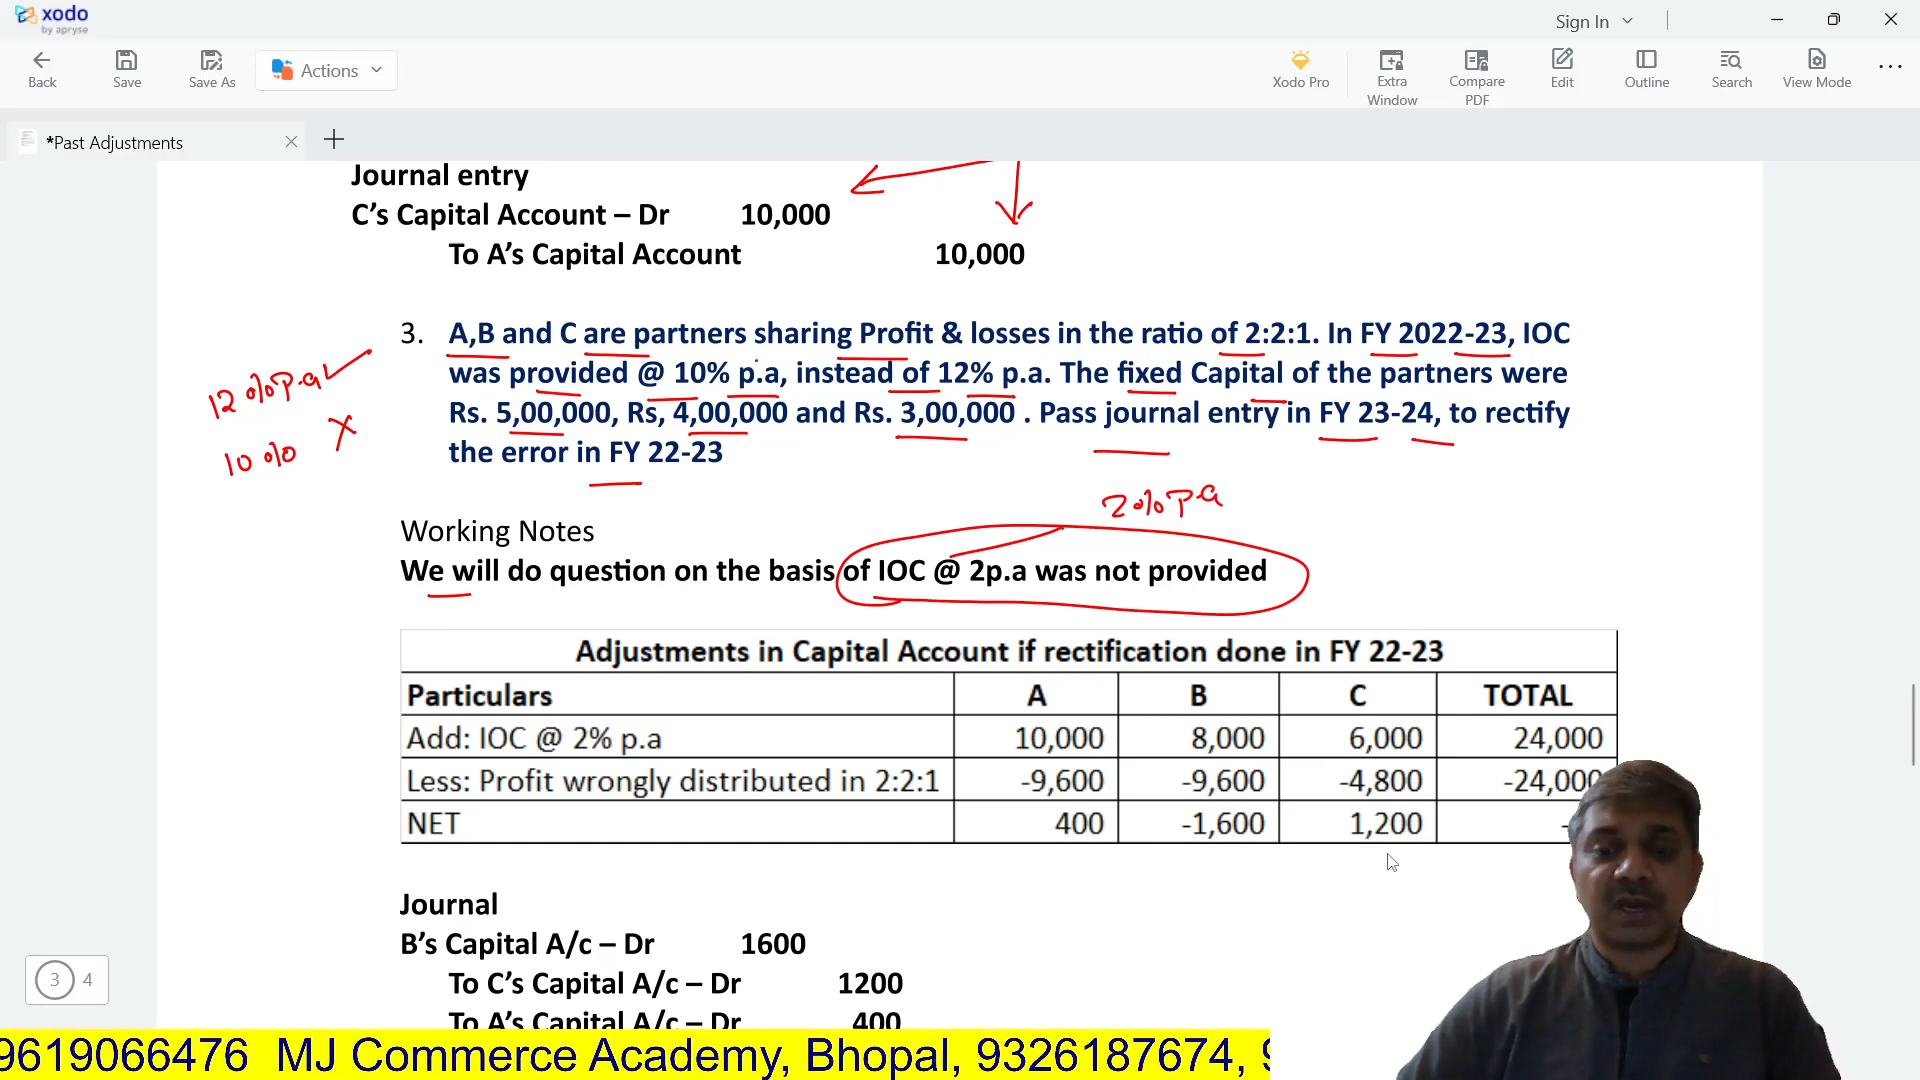 xodo
by apryse
Sign In
Back
Save
Save As
Actions
Xodo Pro
Extra Window
Compare PDF
Edit
Outline
Search
View Mode
*Past Adjustments
Journal entry
C's Capital Account – Dr 10,000
To A's Capital Account 10,000
3. A,B and C are partners sharing Profit & losses in the ratio of 2:2:1. In FY 2022-23, IOC
was provided @ 10% p.a, instead of 12% p.a. The fixed Capital of the partners were
Rs. 5,00,000, Rs, 4,00,000 and Rs. 3,00,000 . Pass journal entry in FY 23-24, to rectify
the error in FY 22-23
12%p.a
10%
2%pa
Working Notes
We will do question on the basis of IOC @ 2p.a was not provided
Adjustments in Capital Account if rectification done in FY 22-23
Particulars A B C TOTAL
Add: IOC @ 2% p.a 10,000 8,000 6,000 24,000
Less: Profit wrongly distributed in 2:2:1 -9,600 -9,600 -4,800 -24,000
NET 400 -1,600 1,200 -
Journal
B's Capital A/c – Dr 1600
To C's Capital A/c – Dr 1200
To A's Capital A/c – Dr 400
3 4
9619066476 MJ Commerce Academy, Bhopal, 9326187674,